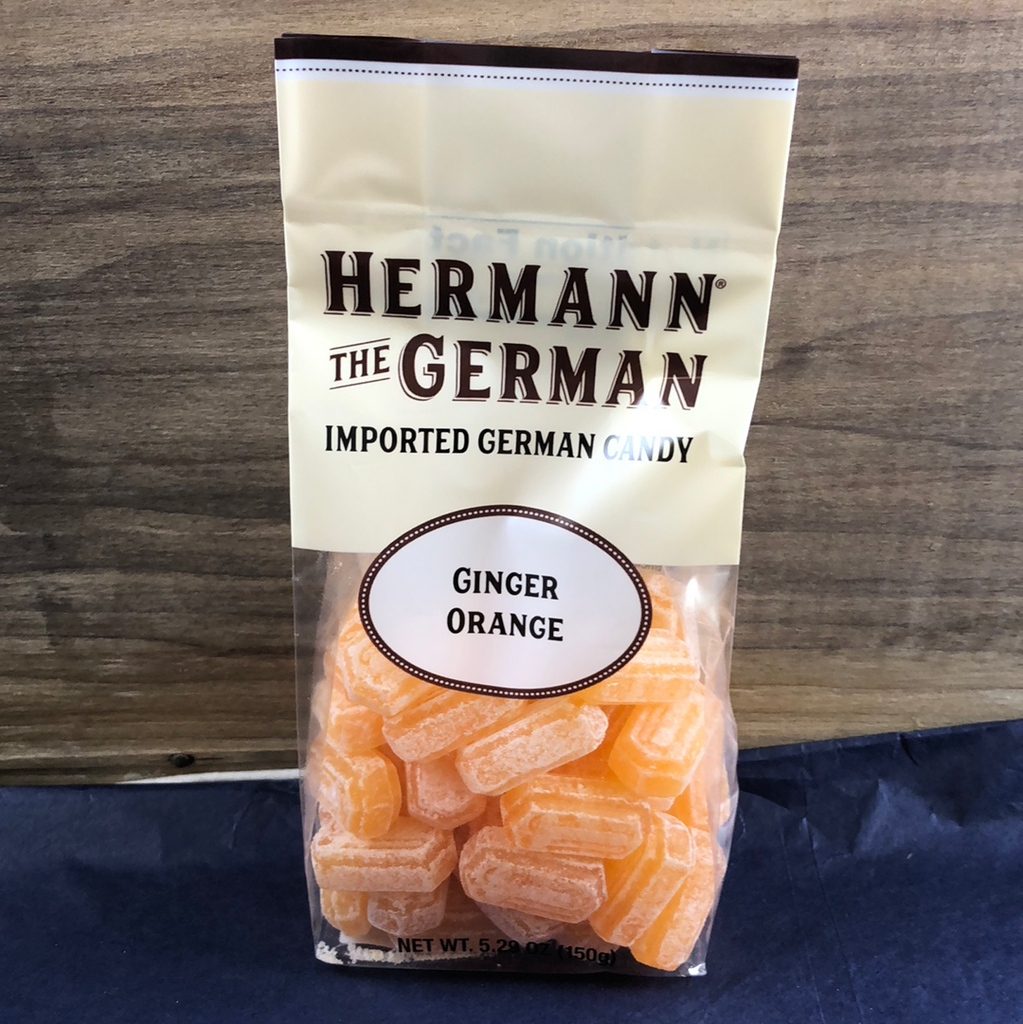 HERMANN®
THE GERMAN
IMPORTED GERMAN CANDY
GINGER
ORANGE
NET WT. 5.29 OZ (150g)